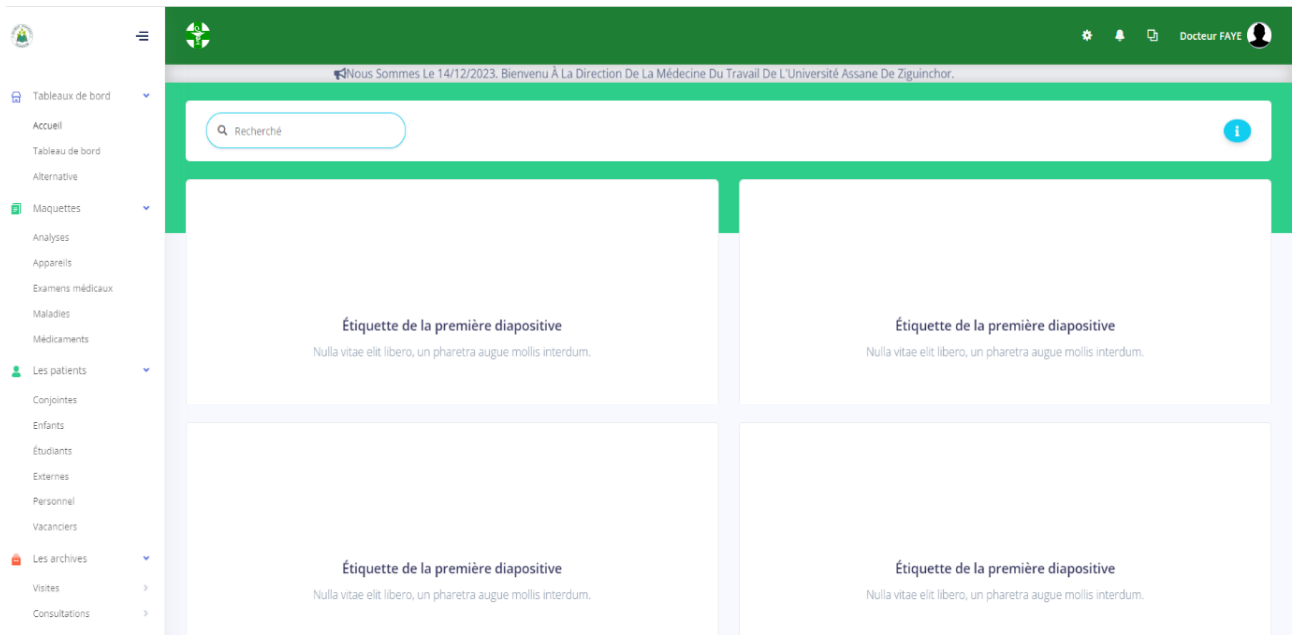 Docteur FAYE
Nous Sommes Le 14/12/2023. Bienvenu À La Direction De La Médecine Du Travail De L'Université Assane De Ziguinchor.
Tableaux de bord
Accueil
Tableau de bord
Alternative
Maquettes
Analyses
Appareils
Examens médicaux
Maladies
Médicaments
Les patients
Conjointes
Enfants
Étudiants
Externes
Personnel
Vacanciers
Les archives
Visites
Consultations
Recherché
Étiquette de la première diapositive
Nulla vitae elit libero, un pharetra augue mollis interdum.
Étiquette de la première diapositive
Nulla vitae elit libero, un pharetra augue mollis interdum.
Étiquette de la première diapositive
Nulla vitae elit libero, un pharetra augue mollis interdum.
Étiquette de la première diapositive
Nulla vitae elit libero, un pharetra augue mollis interdum.